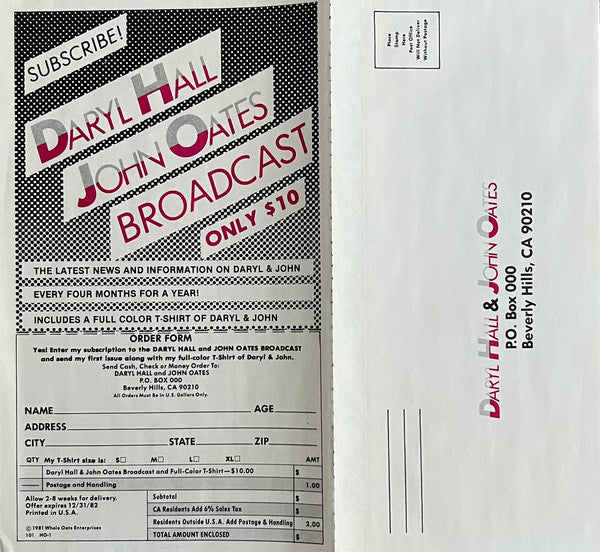 SUBSCRIBE!
DARYL HALL
JOHN OATES
BROADCAST
ONLY $10
THE LATEST NEWS AND INFORMATION ON DARYL & JOHN
EVERY FOUR MONTHS FOR A YEAR!
INCLUDES A FULL COLOR T-SHIRT OF DARYL & JOHN
ORDER FORM
Yes! Enter my subscription to the DARYL HALL and JOHN OATES BROADCAST
and send my first issue along with my full-color T-Shirt of Daryl & John.
Send Cash, Check or Money Order To:
DARYL HALL and JOHN OATES
P.O. BOX 000
Beverly Hills, CA 90210
All Orders Must Be In U.S. Dollars Only.
NAME AGE
ADDRESS
CITY STATE ZIP
QTY My T-Shirt size is: S☐ M☐ L☐ XL☐ AMT
Daryl Hall & John Oates Broadcast and Full-Color T-Shirt—$10.00 $
Postage and Handling 1.00
Allow 2-8 weeks for delivery.
Offer expires 12/31/82
Printed in U.S.A.
© 1981 Whole Oats Enterprises
101 HO-1
Subtotal $
CA Residents Add 6% Sales Tax $
Residents Outside U.S.A. Add Postage & Handling 2.00
TOTAL AMOUNT ENCLOSED $
Place
Stamp
Here
Post Office
Will Not Deliver
Without Postage
DARYL HALL & JOHN OATES
P.O. Box 000
Beverly Hills, CA 90210